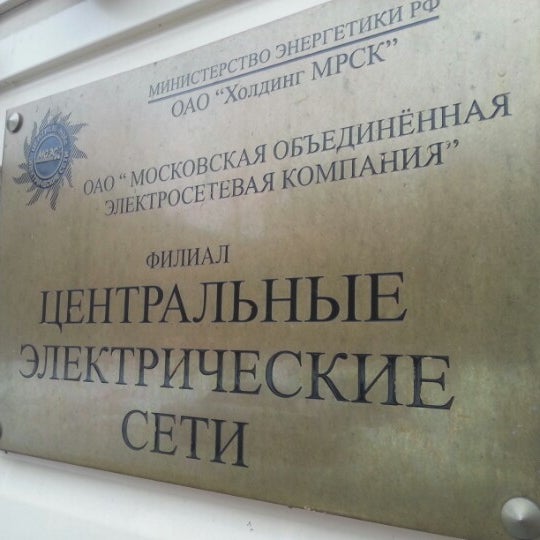 МИНИСТЕРСТВО ЭНЕРГЕТИКИ РФ
ОАО “Холдинг МРСК”
ОАО “МОСКОВСКАЯ ОБЪЕДИНЁННАЯ
ЭЛЕКТРОСЕТЕВАЯ КОМПАНИЯ”
ФИЛИАЛ
ЦЕНТРАЛЬНЫЕ
ЭЛЕКТРИЧЕСКИЕ
СЕТИ